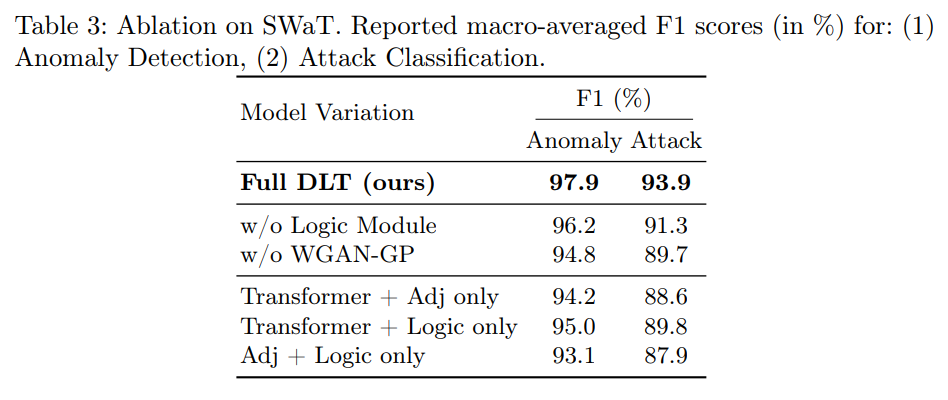 Table 3: Ablation on SWaT. Reported macro-averaged F1 scores (in %) for: (1)
Anomaly Detection, (2) Attack Classification.
Model Variation F1 (%)
Anomaly Attack
Full DLT (ours) 97.9 93.9
w/o Logic Module 96.2 91.3
w/o WGAN-GP 94.8 89.7
Transformer + Adj only 94.2 88.6
Transformer + Logic only 95.0 89.8
Adj + Logic only 93.1 87.9